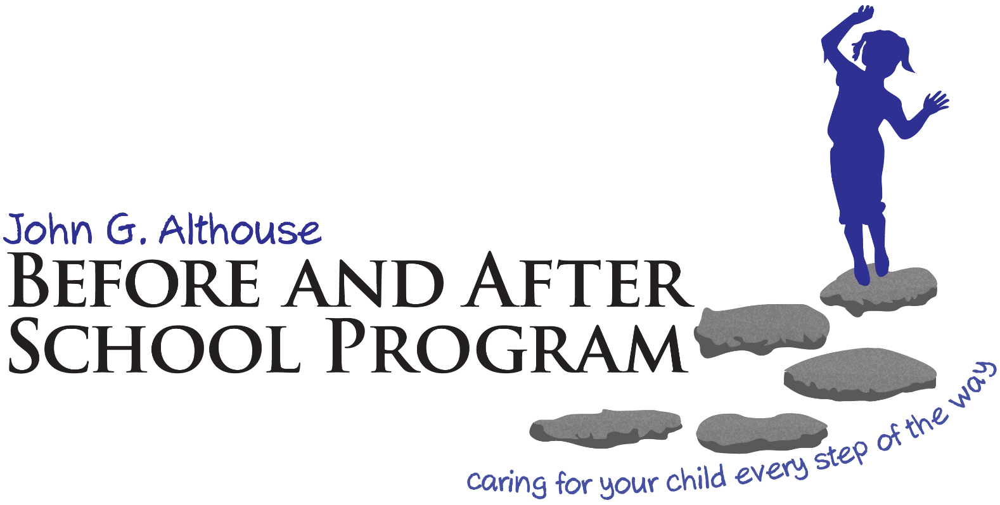 John G. Althouse
BEFORE AND AFTER
SCHOOL PROGRAM
caring for your child every step of the way